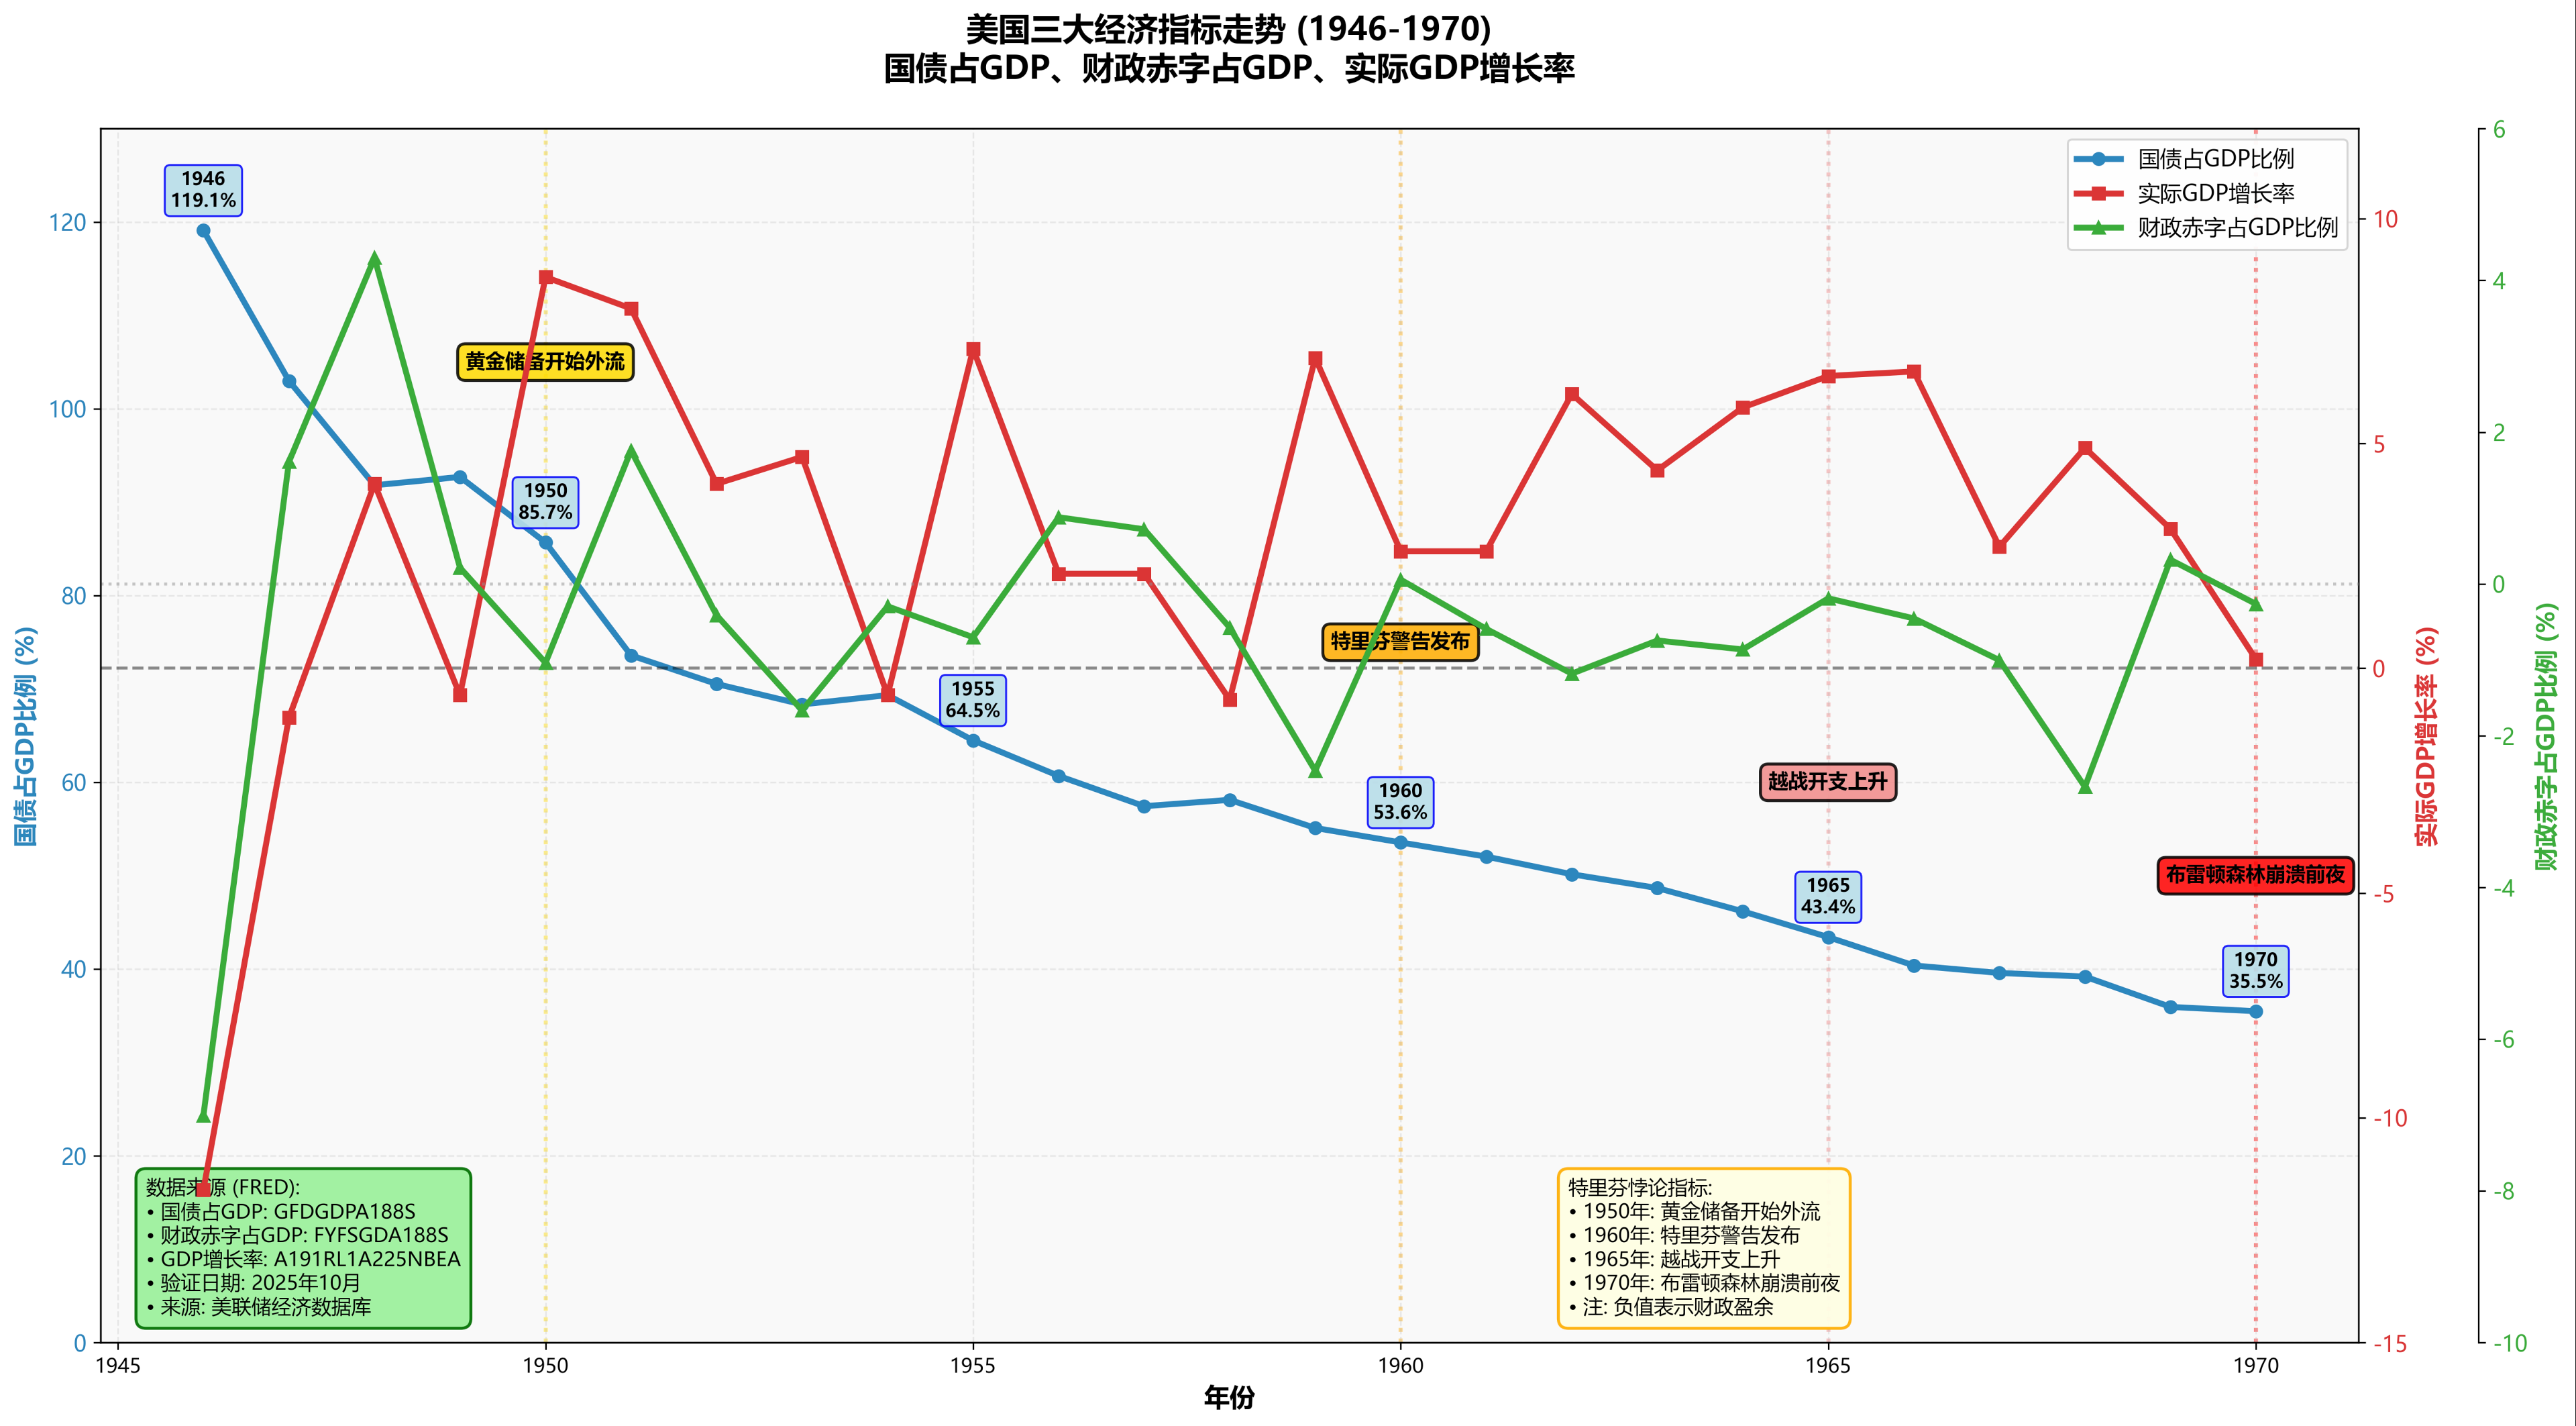 美国三大经济指标走势 (1946-1970)
国债占GDP、财政赤字占GDP、实际GDP增长率
国债占GDP比例
实际GDP增长率
财政赤字占GDP比例
1946
119.1%
黄金储备开始外流
1950
85.7%
1955
64.5%
特里芬警告发布
1960
53.6%
越战开支上升
1965
43.4%
布雷顿森林崩溃前夜
1970
35.5%
国债占GDP比例 (%)
120
100
80
60
40
20
0
实际GDP增长率 (%)
10
5
0
-5
-10
-15
财政赤字占GDP比例 (%)
6
4
2
0
-2
-4
-6
-8
-10
数据来源 (FRED):
• 国债占GDP: GFDGDPA188S
• 财政赤字占GDP: FYFSGDA188S
• GDP增长率: A191RL1A225NBEA
• 验证日期: 2025年10月
• 来源: 美联储经济数据库
特里芬悖论指标:
• 1950年: 黄金储备开始外流
• 1960年: 特里芬警告发布
• 1965年: 越战开支上升
• 1970年: 布雷顿森林崩溃前夜
• 注: 负值表示财政盈余
1945
1950
1955
1960
1965
1970
年份